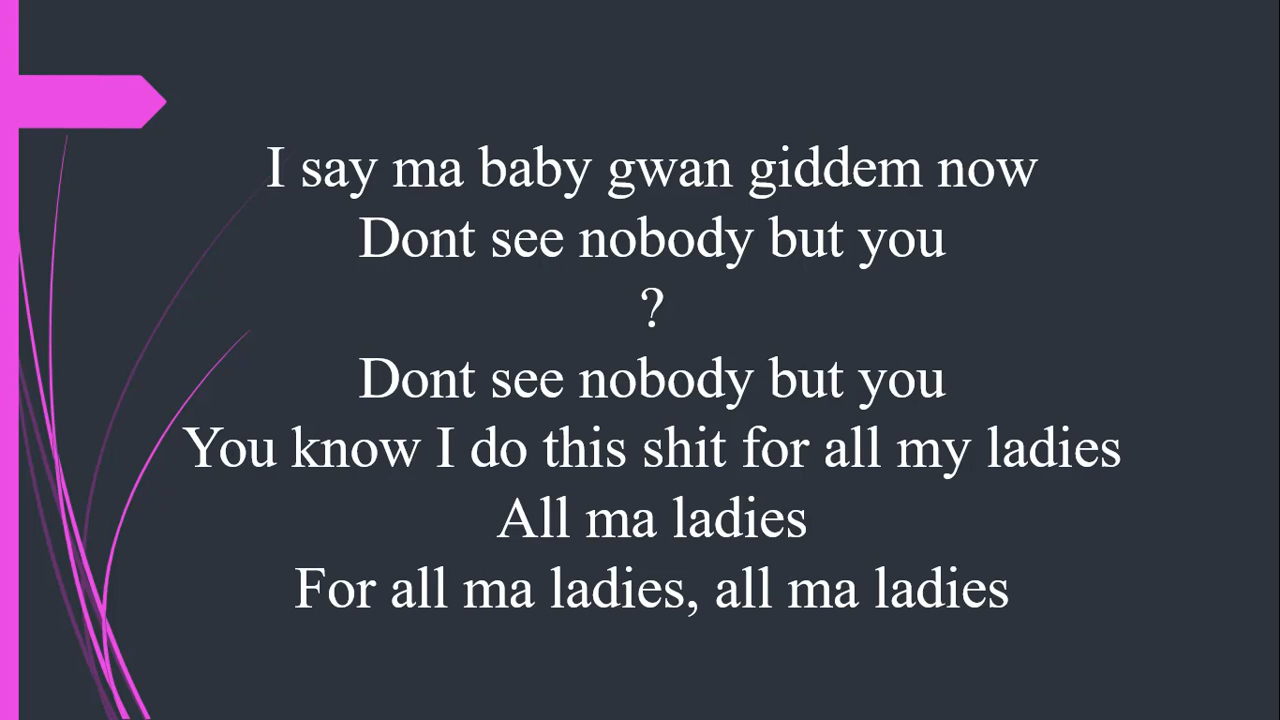 I say ma baby gwan giddem now
Dont see nobody but you
?
Dont see nobody but you
You know I do this shit for all my ladies
All ma ladies
For all ma ladies, all ma ladies